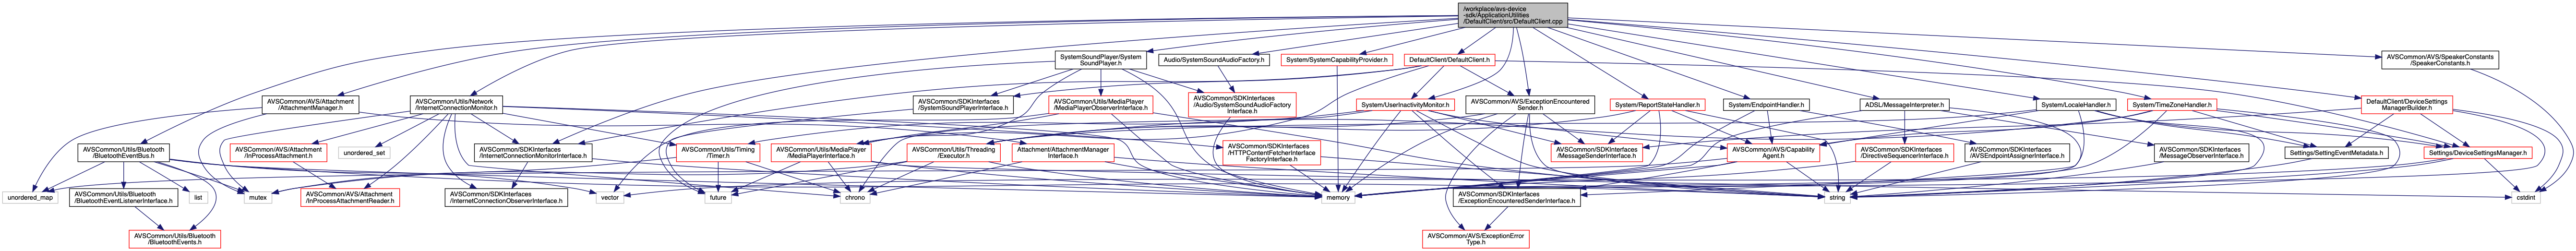 /workplace/avs-device
-sdk/ApplicationUtilities
/DefaultClient/src/DefaultClient.cpp
SystemSoundPlayer/System
SoundPlayer.h
Audio/SystemSoundAudioFactory.h
System/SystemCapabilityProvider.h
DefaultClient/DefaultClient.h
AVSCommon/AVS/SpeakerConstants
/SpeakerConstants.h
AVSCommon/AVS/Attachment
/AttachmentManager.h
AVSCommon/Utils/Network
/InternetConnectionMonitor.h
AVSCommon/SDKInterfaces
/SystemSoundPlayerInterface.h
AVSCommon/Utils/MediaPlayer
/MediaPlayerObserverInterface.h
AVSCommon/SDKInterfaces
/Audio/SystemSoundAudioFactory
Interface.h
System/UserInactivityMonitor.h
AVSCommon/AVS/ExceptionEncountered
Sender.h
System/ReportStateHandler.h
System/EndpointHandler.h
ADSL/MessageInterpreter.h
System/LocaleHandler.h
System/TimeZoneHandler.h
DefaultClient/DeviceSettings
ManagerBuilder.h
AVSCommon/Utils/Bluetooth
/BluetoothEventBus.h
AVSCommon/AVS/Attachment
/InProcessAttachment.h
unordered_set
AVSCommon/SDKInterfaces
/InternetConnectionMonitorInterface.h
AVSCommon/Utils/Timing
/Timer.h
AVSCommon/Utils/MediaPlayer
/MediaPlayerInterface.h
AVSCommon/Utils/Threading
/Executor.h
Attachment/AttachmentManager
Interface.h
AVSCommon/SDKInterfaces
/HTTPContentFetcherInterface
FactoryInterface.h
AVSCommon/SDKInterfaces
/MessageSenderInterface.h
AVSCommon/AVS/Capability
Agent.h
AVSCommon/SDKInterfaces
/DirectiveSequencerInterface.h
AVSCommon/SDKInterfaces
/AVSEndpointAssignerInterface.h
AVSCommon/SDKInterfaces
/MessageObserverInterface.h
Settings/SettingEventMetadata.h
Settings/DeviceSettingsManager.h
unordered_map
AVSCommon/Utils/Bluetooth
/BluetoothEventListenerInterface.h
list
mutex
AVSCommon/AVS/Attachment
/InProcessAttachmentReader.h
AVSCommon/SDKInterfaces
/InternetConnectionObserverInterface.h
vector
future
chrono
memory
AVSCommon/SDKInterfaces
/ExceptionEncounteredSenderInterface.h
string
cstdint
AVSCommon/Utils/Bluetooth
/BluetoothEvents.h
AVSCommon/AVS/ExceptionError
Type.h